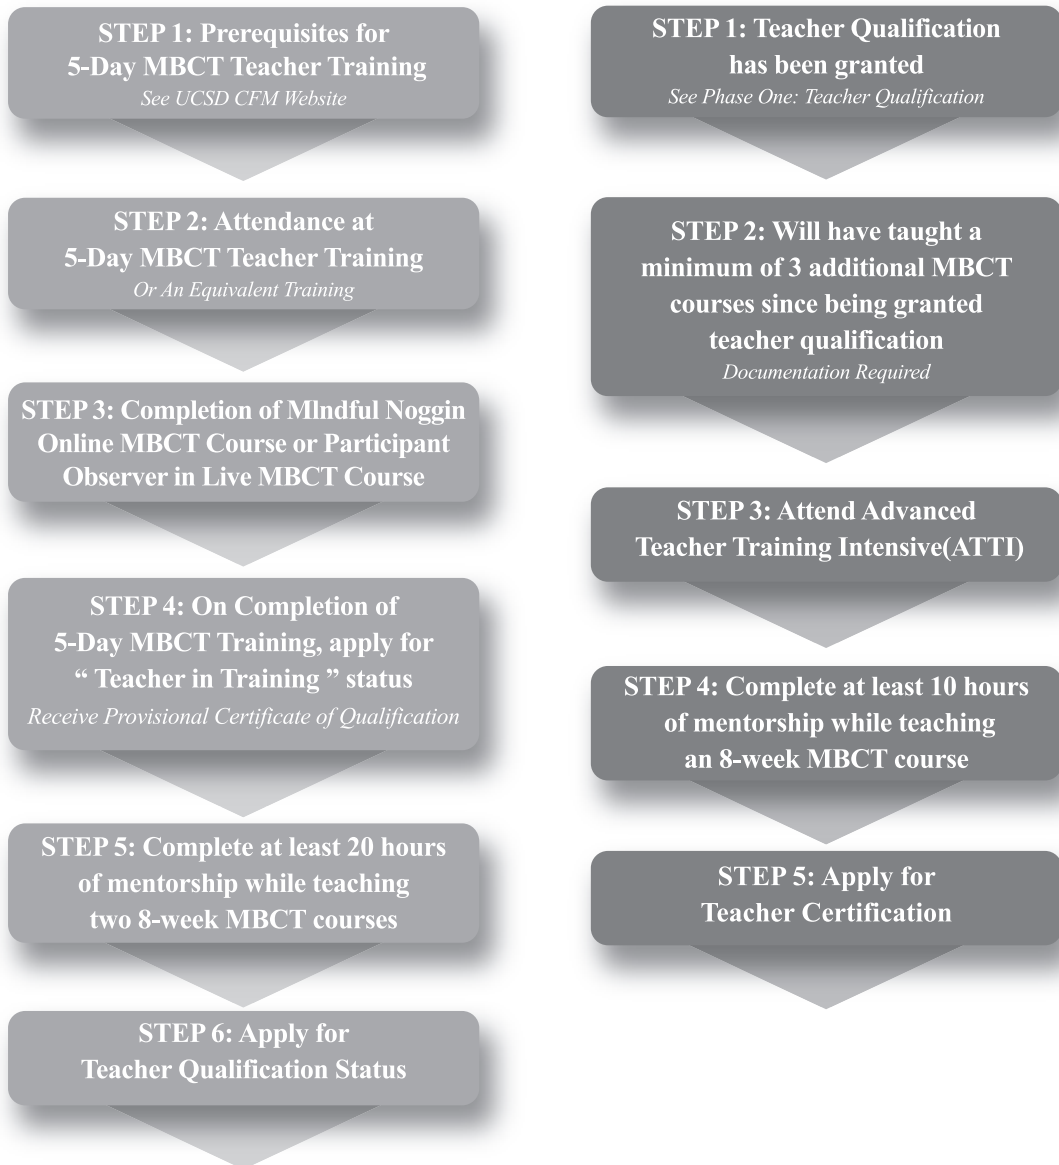 STEP 1: Prerequisites for
5-Day MBCT Teacher Training
See UCSD CFM Website
STEP 2: Attendance at
5-Day MBCT Teacher Training
Or An Equivalent Training
STEP 3: Completion of MIndful Noggin
Online MBCT Course or Participant
Observer in Live MBCT Course
STEP 4: On Completion of
5-Day MBCT Training, apply for
“ Teacher in Training ” status
Receive Provisional Certificate of Qualification
STEP 5: Complete at least 20 hours
of mentorship while teaching
two 8-week MBCT courses
STEP 6: Apply for
Teacher Qualification Status
STEP 1: Teacher Qualification
has been granted
See Phase One: Teacher Qualification
STEP 2: Will have taught a
minimum of 3 additional MBCT
courses since being granted
teacher qualification
Documentation Required
STEP 3: Attend Advanced
Teacher Training Intensive(ATTI)
STEP 4: Complete at least 10 hours
of mentorship while teaching
an 8-week MBCT course
STEP 5: Apply for
Teacher Certification